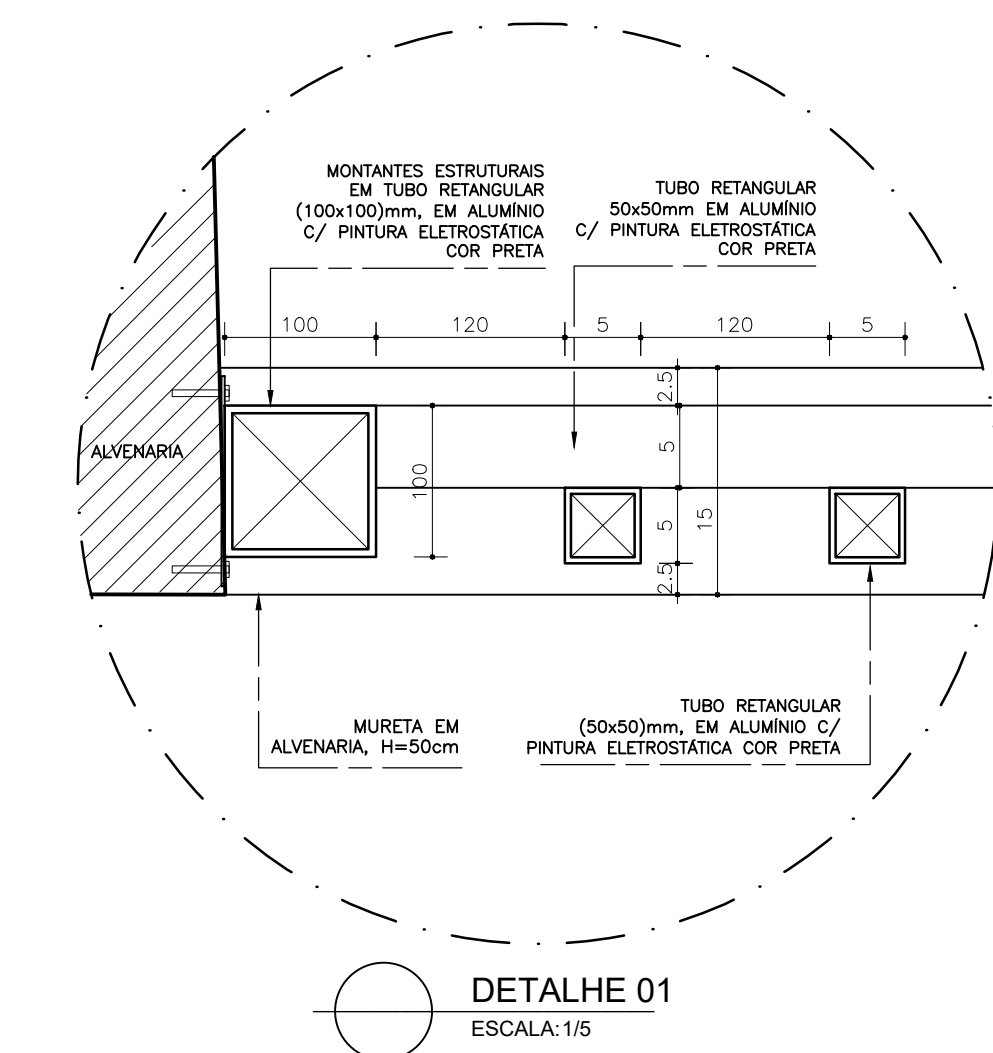 MONTANTES ESTRUTURAIS
EM TUBO RETANGULAR
(100x100)mm, EM ALUMÍNIO
C/ PINTURA ELETROSTÁTICA
COR PRETA
TUBO RETANGULAR
50x50mm EM ALUMÍNIO
C/ PINTURA ELETROSTÁTICA
COR PRETA
100
120
5
120
5
2.5
5
100
5
15
2.5
ALVENARIA
MURETA EM
ALVENARIA, H=50cm
TUBO RETANGULAR
(50x50)mm, EM ALUMÍNIO C/
PINTURA ELETROSTÁTICA COR PRETA
DETALHE 01
ESCALA:1/5